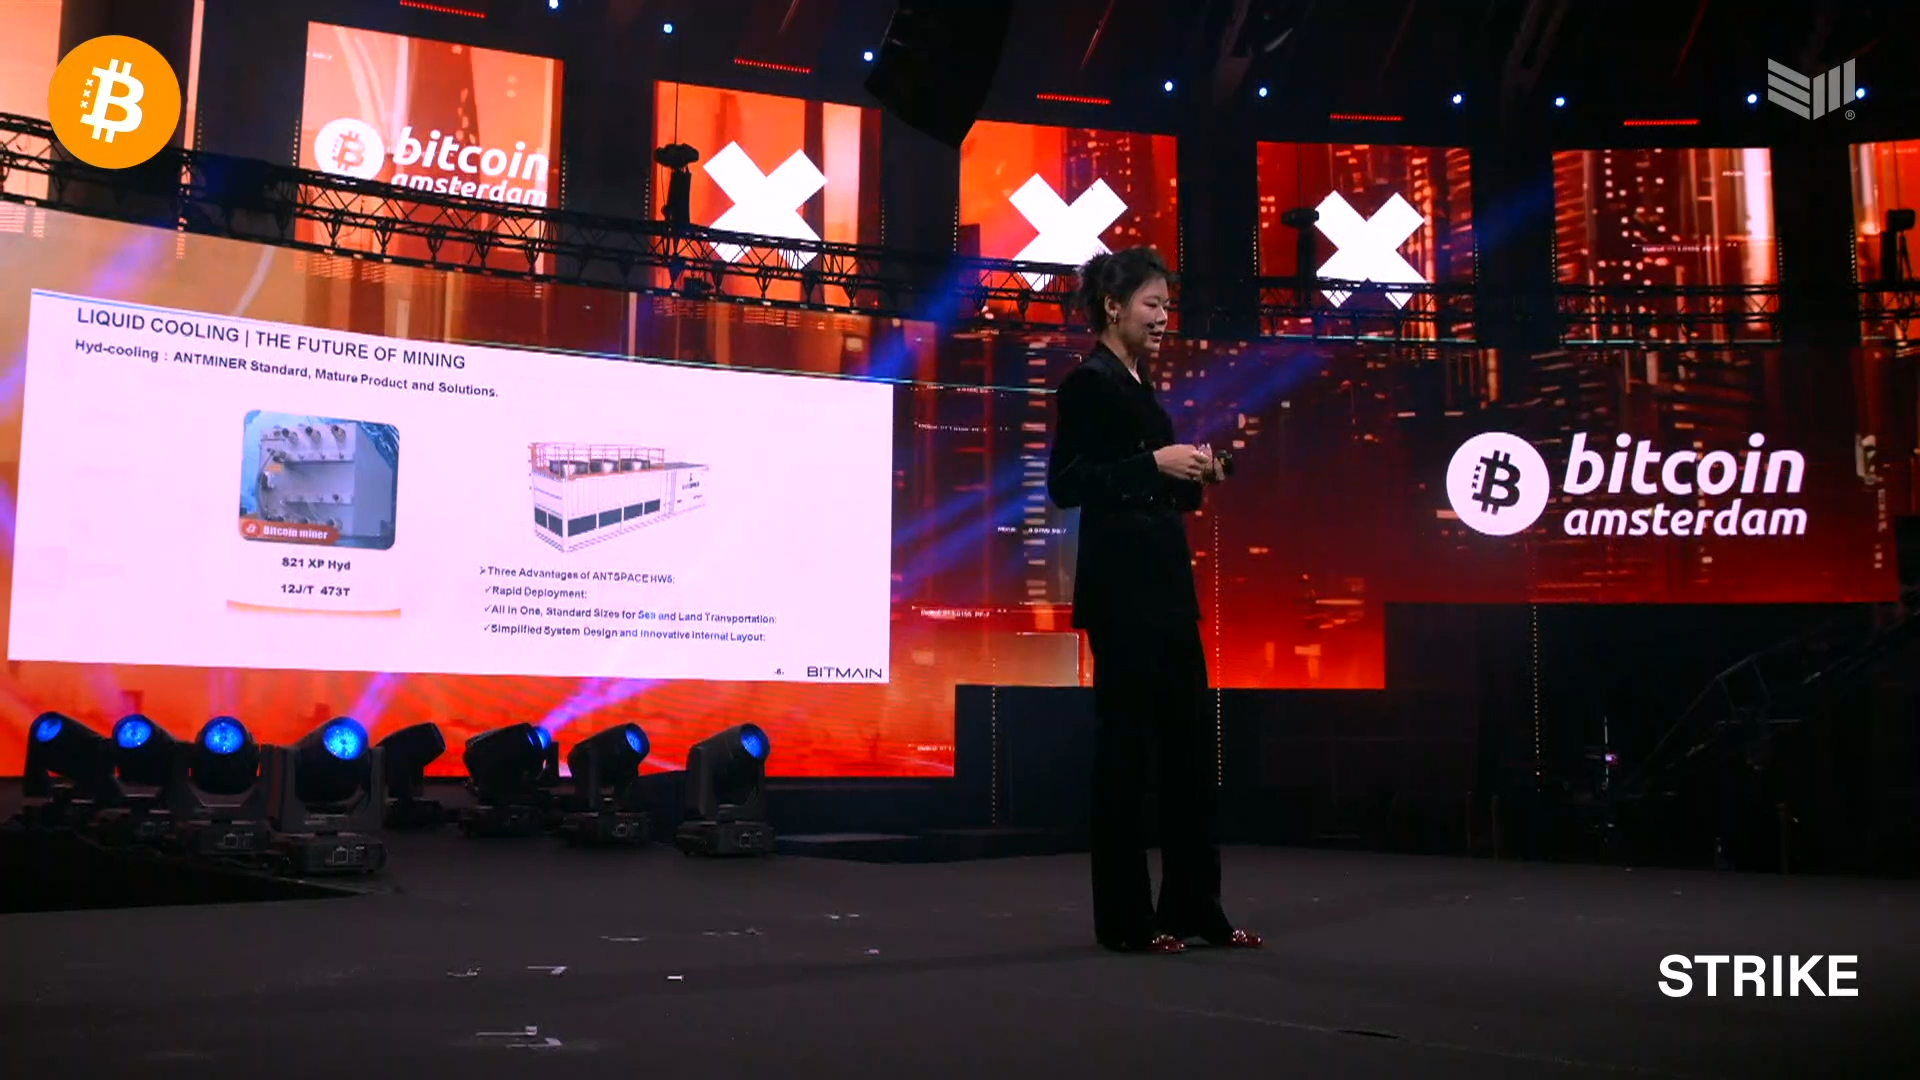 bitcoin
amsterdam
LIQUID COOLING | THE FUTURE OF MINING
Hyd-cooling : ANTMINER Standard, Mature Product and Solutions.
Bitcoin miner
S21 XP Hyd
12J/T 473T
➢Three Advantages of ANTSPACE HW5:
✓Rapid Deployment:
✓All in One, Standard Sizes for Sea and Land Transportation:
✓Simplified System Design and Innovative Internal Layout:
BITMAIN
bitcoin
amsterdam
STRIKE